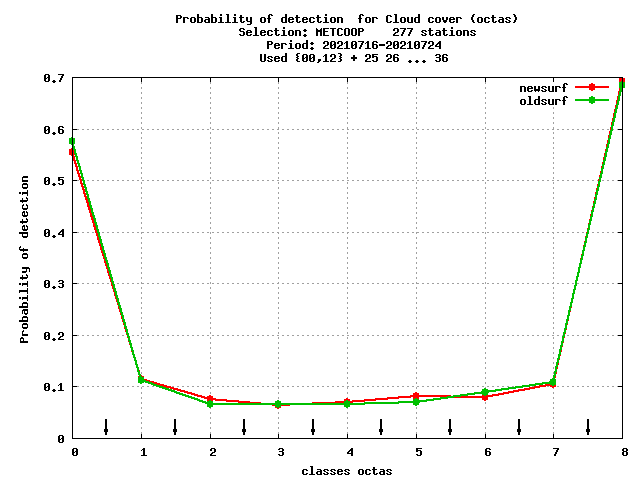 Probability of detection  for Cloud cover (octas)
Selection: METCOOP    277 stations
Period: 20210716-20210724
Used {00,12} + 25 26 ... 36
newsurf
oldsurf
Probability of detection
0.7
0.6
0.5
0.4
0.3
0.2
0.1
0
0 1 2 3 4 5 6 7 8
classes octas